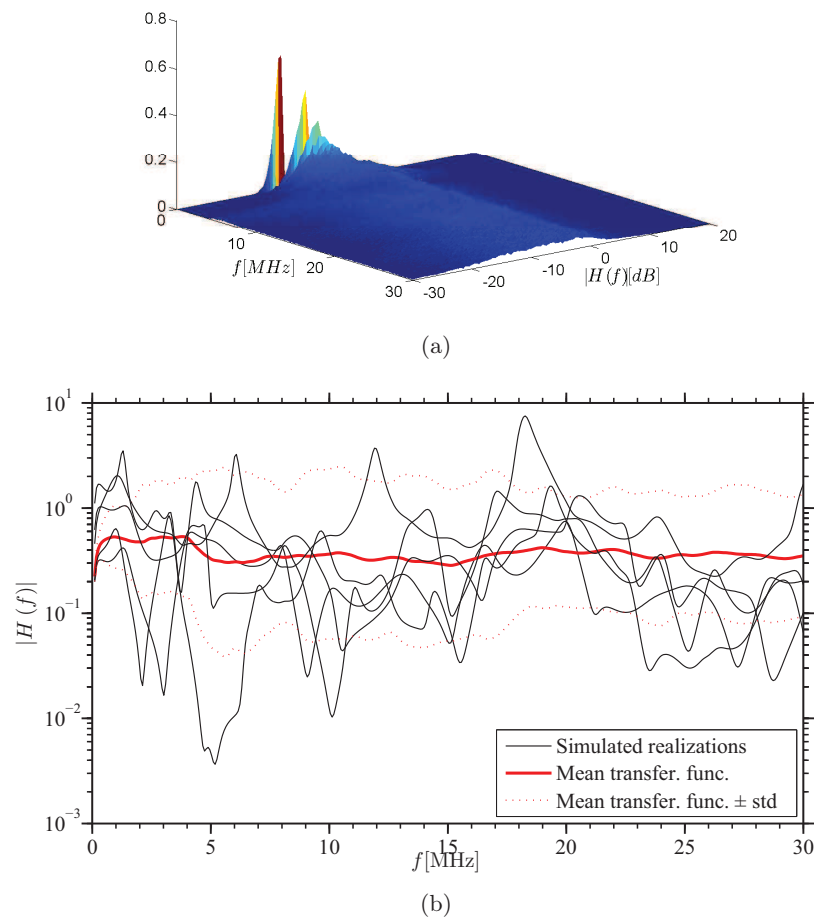 0.8
0.6
0.4
0.2
0
0
10
20
30
f[MHz]
-30
-20
-10
0
10
20
|H(f)[dB]
(a)
10^1
10^0
10^-1
10^-2
10^-3
|H(f)|
Simulated realizations
Mean transfer. func.
Mean transfer. func. ± std
0 5 10 15 20 25 30
f[MHz]
(b)